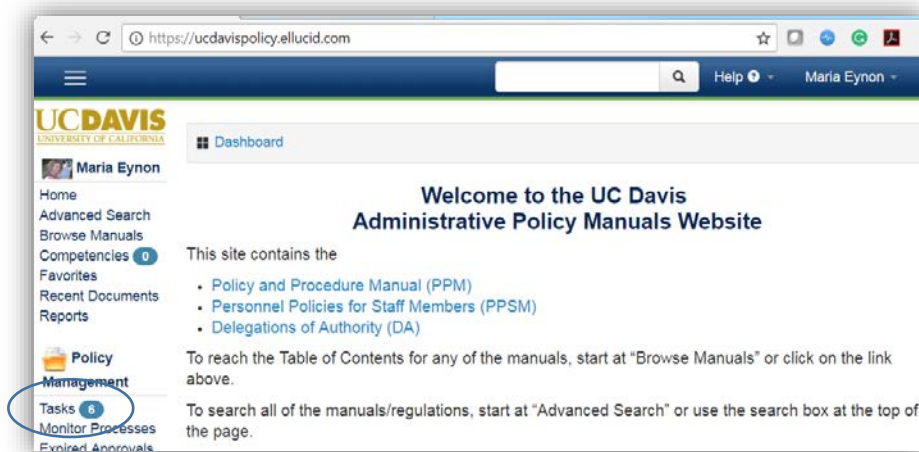 https://ucdavispolicy.ellucid.com
Help
Maria Eynon
UCDAVIS
UNIVERSITY OF CALIFORNIA
Maria Eynon
Home
Advanced Search
Browse Manuals
Competencies 0
Favorites
Recent Documents
Reports
Policy
Management
Tasks 6
Monitor Processes
Expired Approvals
Dashboard
Welcome to the UC Davis
Administrative Policy Manuals Website
This site contains the
• Policy and Procedure Manual (PPM)
• Personnel Policies for Staff Members (PPSM)
• Delegations of Authority (DA)
To reach the Table of Contents for any of the manuals, start at “Browse Manuals” or click on the link
above.
To search all of the manuals/regulations, start at “Advanced Search” or use the search box at the top of
the page.